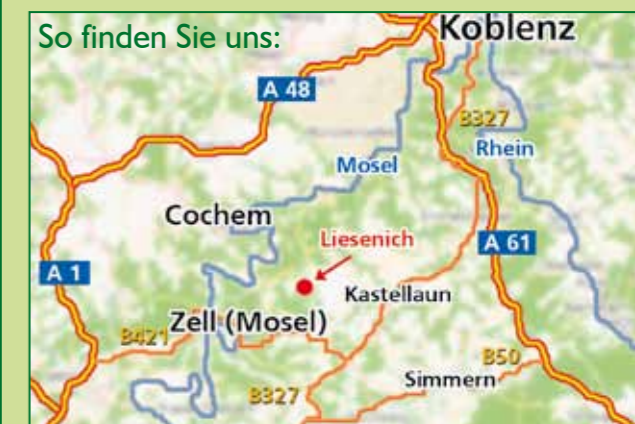 So finden Sie uns:
Koblenz
A 48
B327
Mosel
Rhein
Cochem
Liesenich
A 61
A 1
Kastellaun
Zell (Mosel)
B421
B50
Simmern
B327